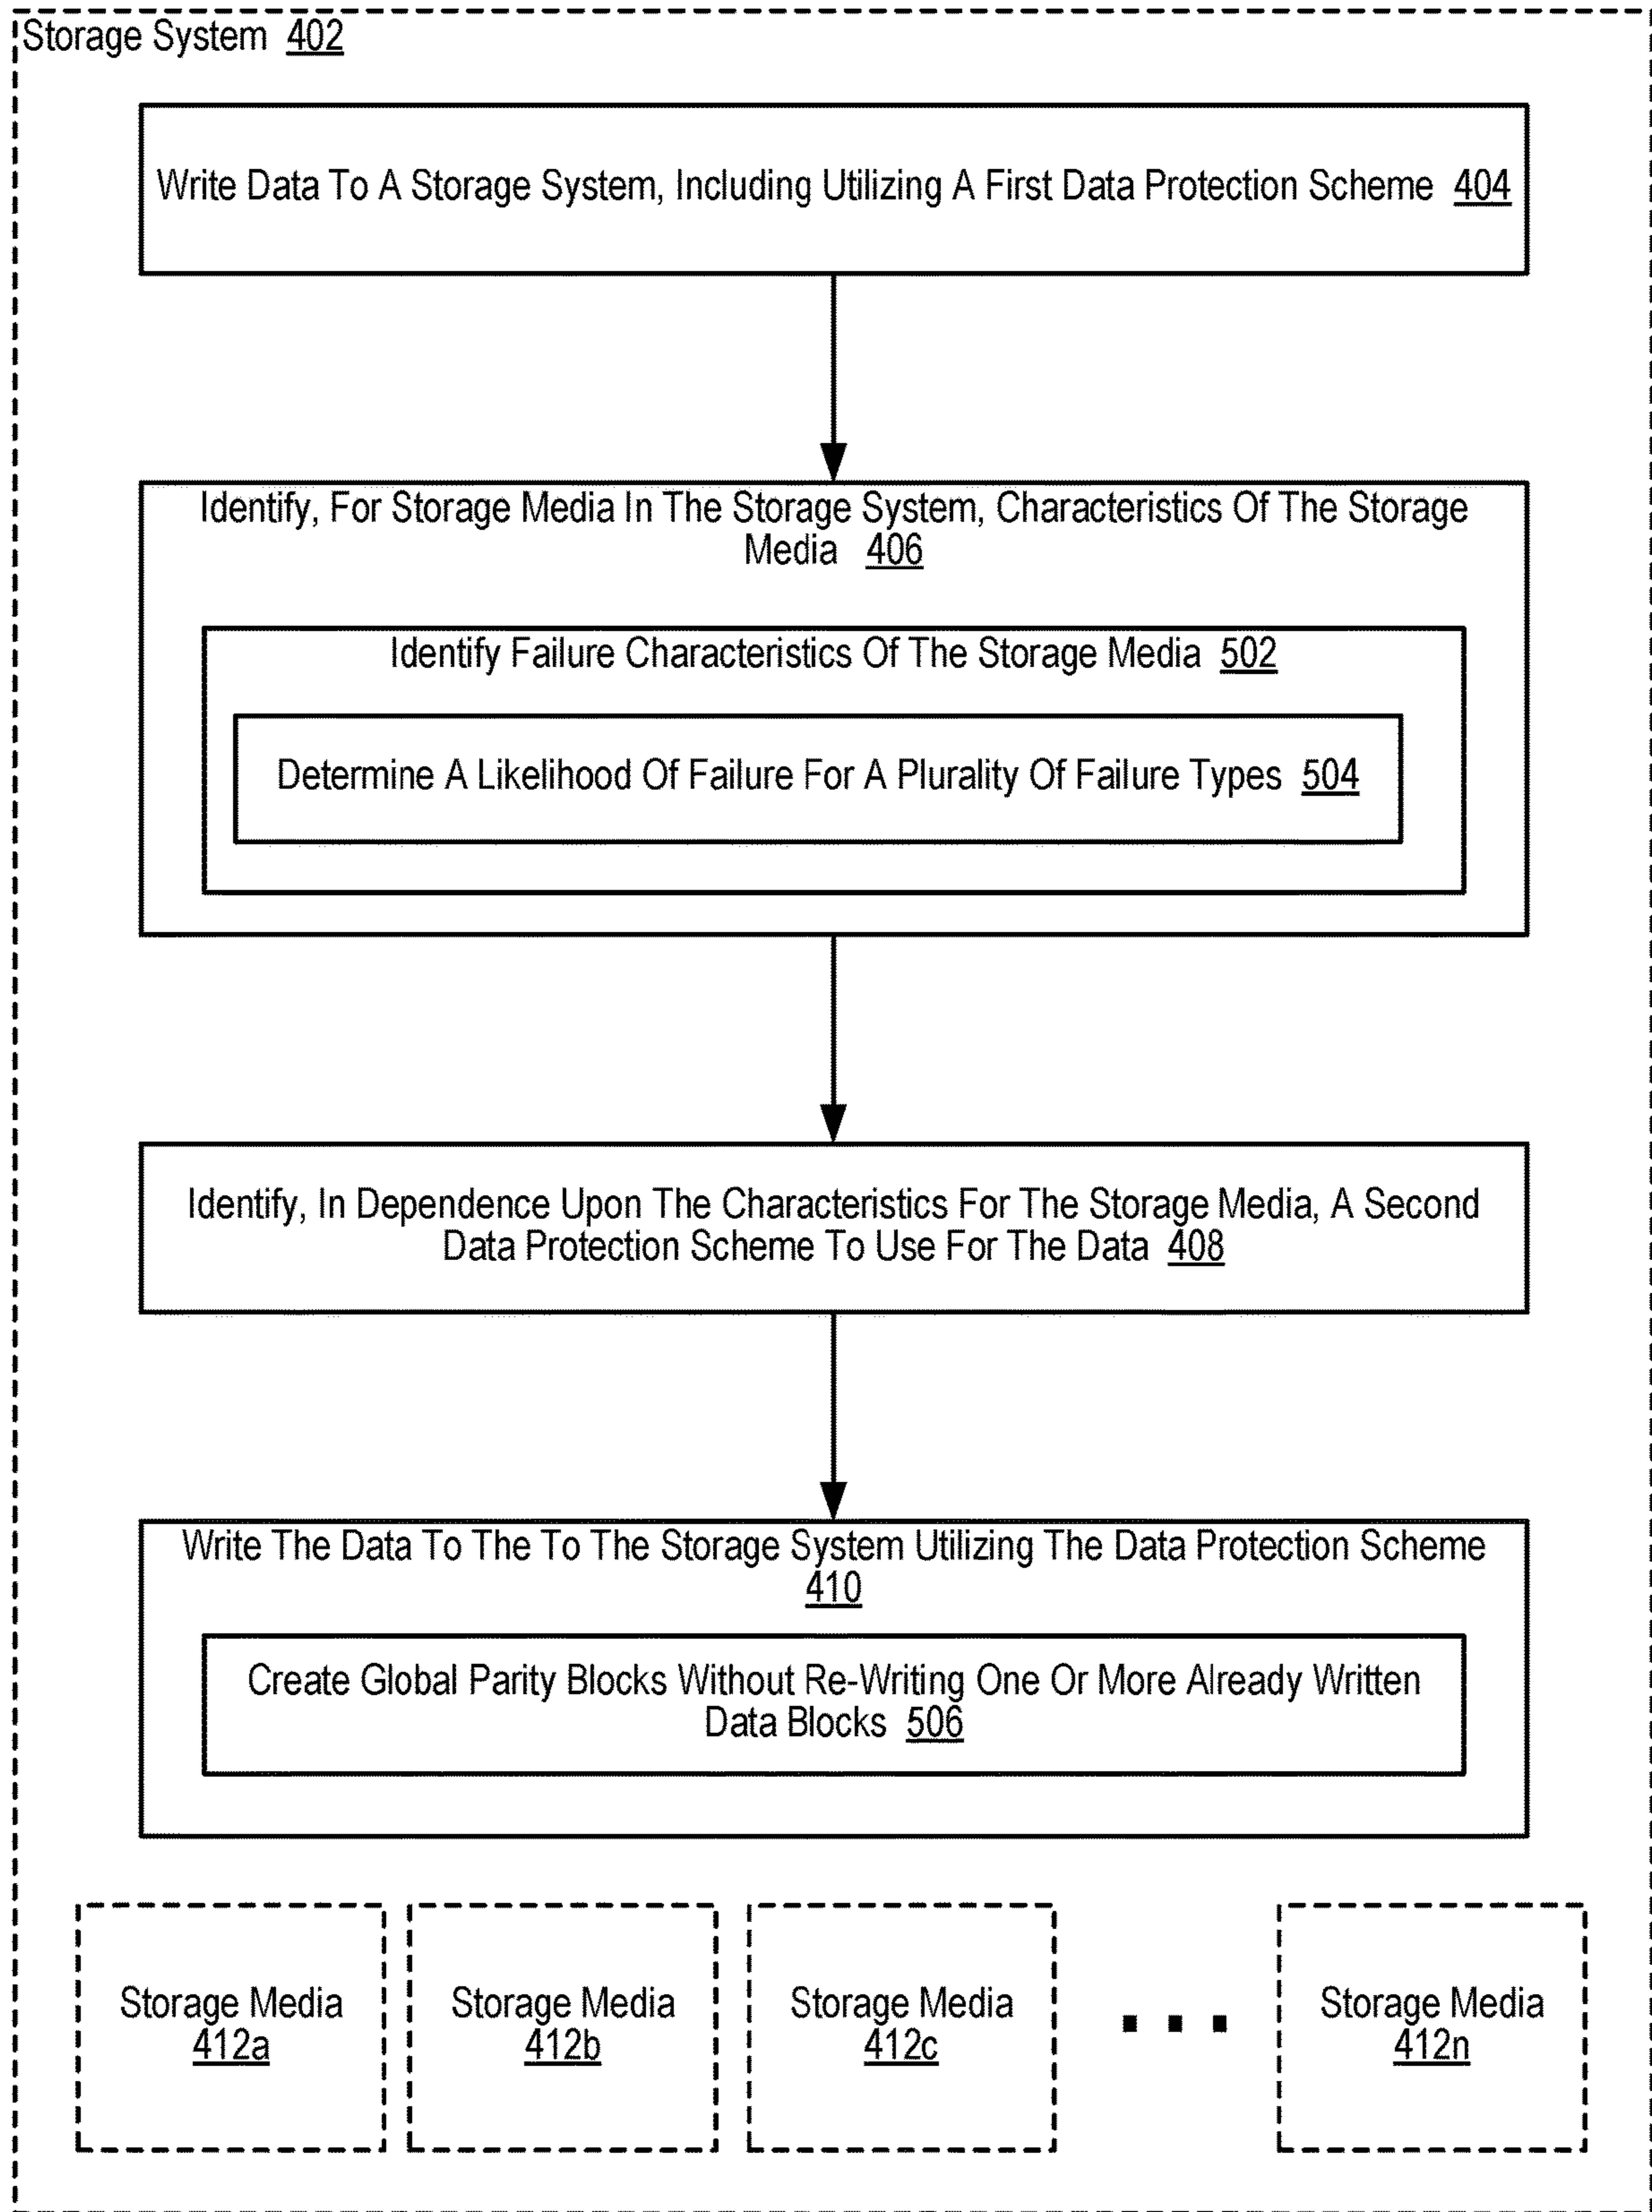 Storage System 402
Write Data To A Storage System, Including Utilizing A First Data Protection Scheme 404
Identify, For Storage Media In The Storage System, Characteristics Of The Storage
Media 406
Identify Failure Characteristics Of The Storage Media 502
Determine A Likelihood Of Failure For A Plurality Of Failure Types 504
Identify, In Dependence Upon The Characteristics For The Storage Media, A Second
Data Protection Scheme To Use For The Data 408
Write The Data To The To The Storage System Utilizing The Data Protection Scheme
410
Create Global Parity Blocks Without Re-Writing One Or More Already Written
Data Blocks 506
Storage Media
412a
Storage Media
412b
Storage Media
412c
Storage Media
412n